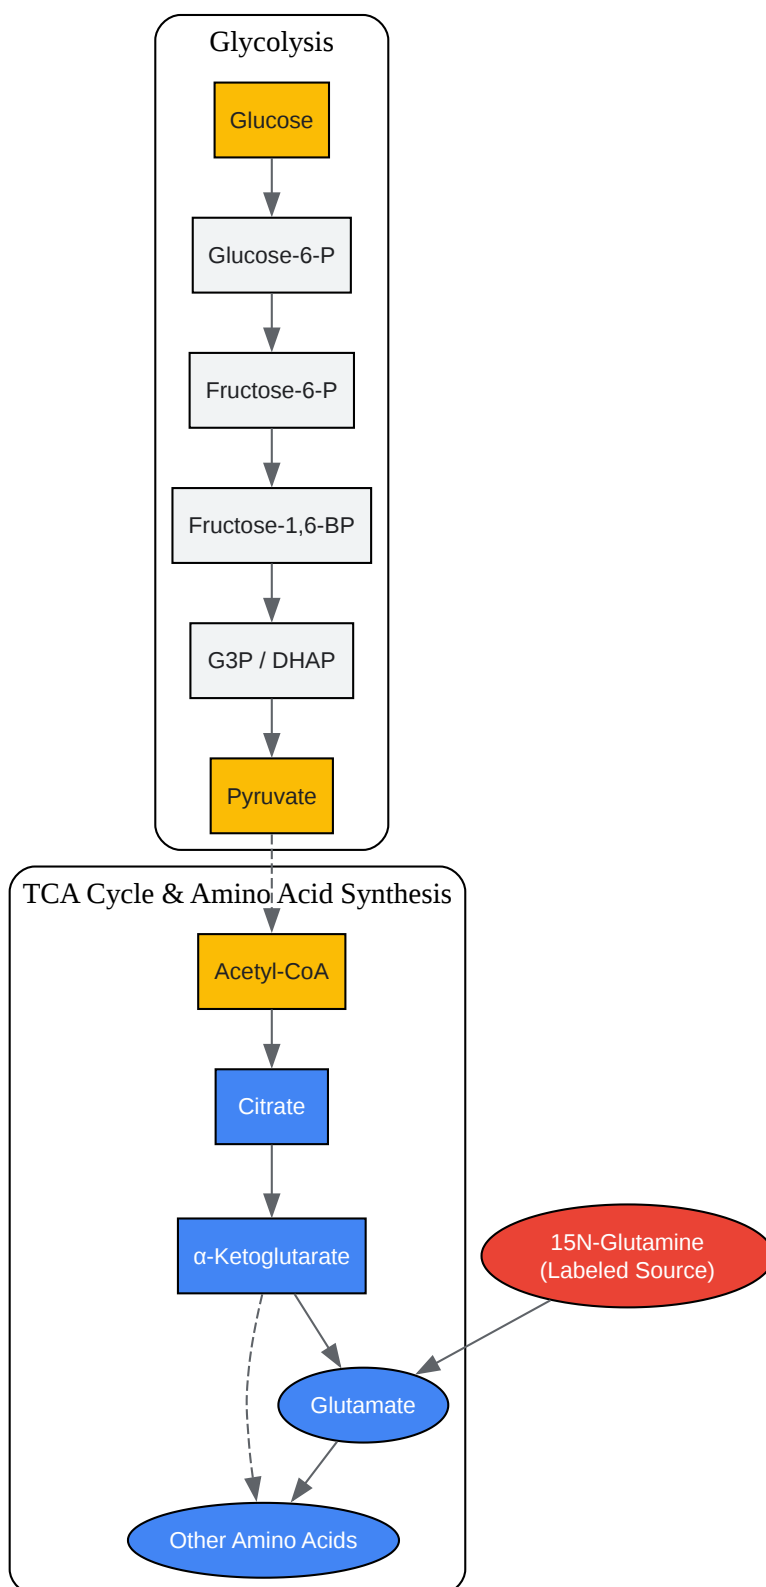 Glycolysis
Glucose
Glucose-6-P
Fructose-6-P
Fructose-1,6-BP
G3P / DHAP
Pyruvate
TCA Cycle & Amino Acid Synthesis
Acetyl-CoA
Citrate
α-Ketoglutarate
15N-Glutamine
(Labeled Source)
Glutamate
Other Amino Acids